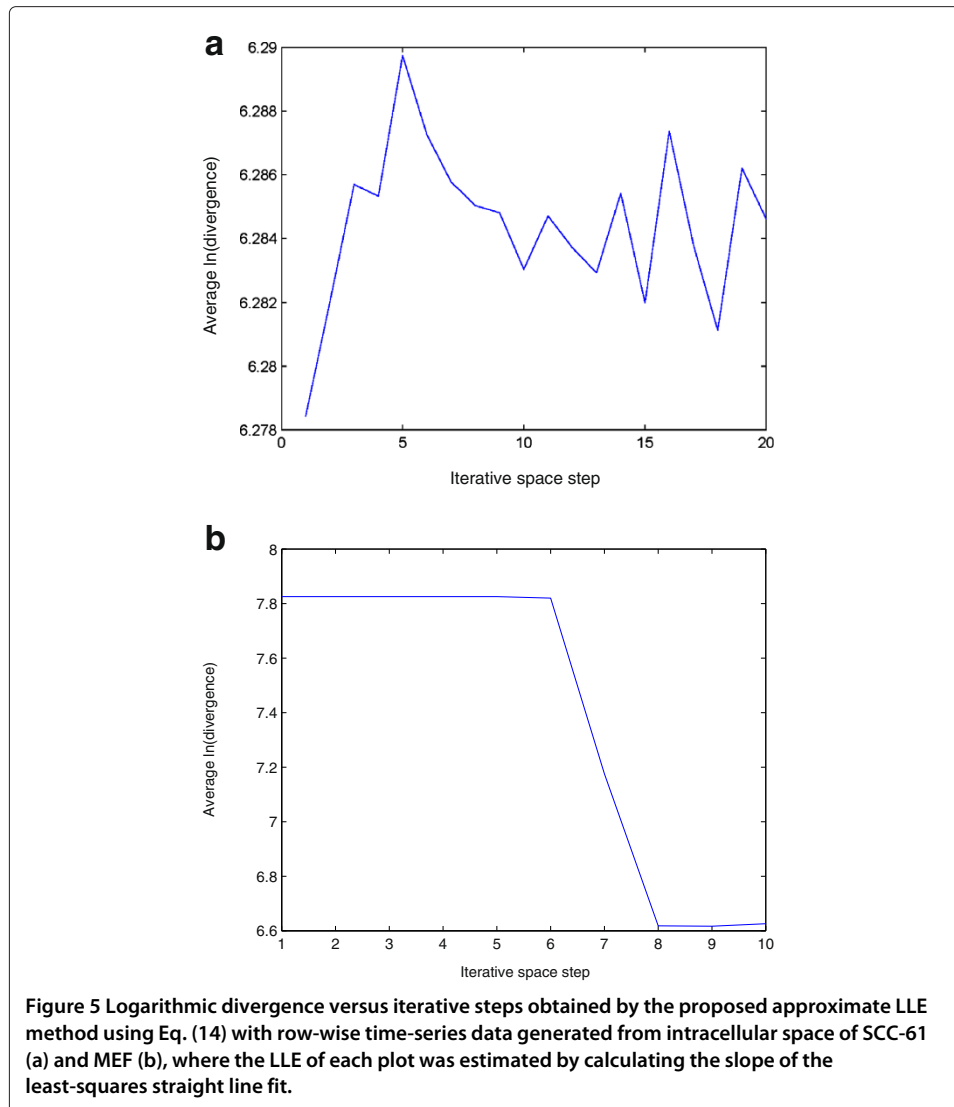 a
6.29
6.288
6.286
6.284
6.282
6.28
6.278
0 5 10 15 20
Average ln(divergence)
Iterative space step
b
8
7.8
7.6
7.4
7.2
7
6.8
6.6
1 2 3 4 5 6 7 8 9 10
Average ln(divergence)
Iterative space step
Figure 5 Logarithmic divergence versus iterative steps obtained by the proposed approximate LLE
method using Eq. (14) with row-wise time-series data generated from intracellular space of SCC-61
(a) and MEF (b), where the LLE of each plot was estimated by calculating the slope of the
least-squares straight line fit.